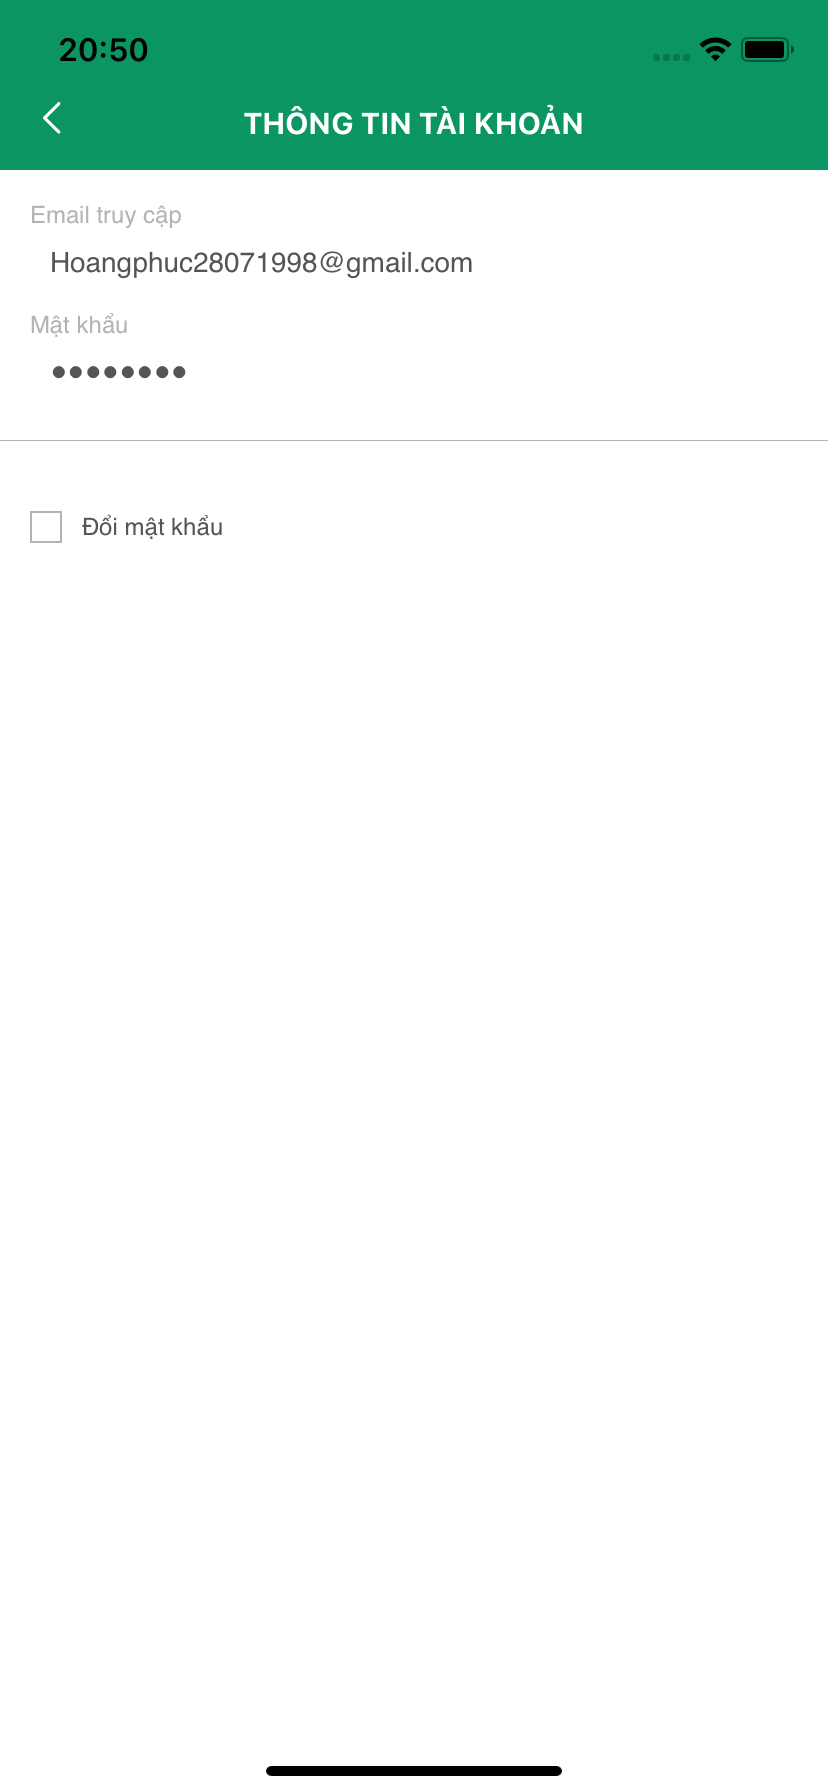 20:50
THÔNG TIN TÀI KHOẢN
Email truy cập
Hoangphuc28071998@gmail.com
Mật khẩu
••••••••
Đổi mật khẩu